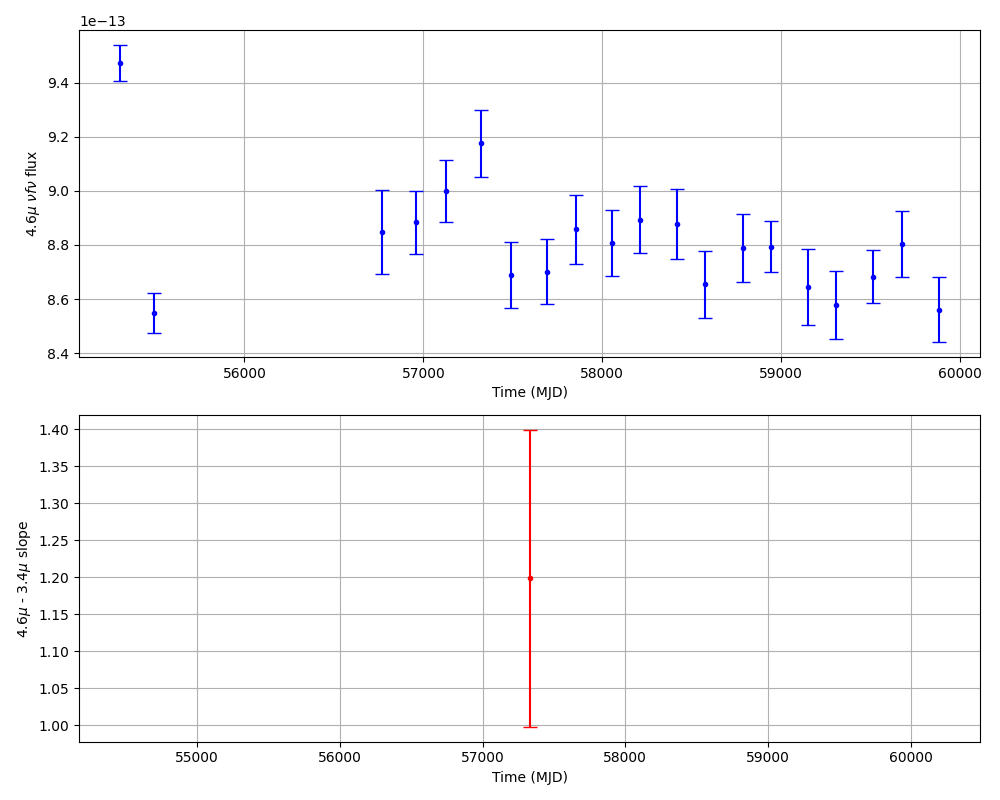 1e−13
9.4
9.2
9.0
8.8
8.6
8.4
4.6μ νfν flux
56000 57000 58000 59000 60000
Time (MJD)
1.40
1.35
1.30
1.25
1.20
1.15
1.10
1.05
1.00
4.6μ - 3.4μ slope
55000 56000 57000 58000 59000 60000
Time (MJD)